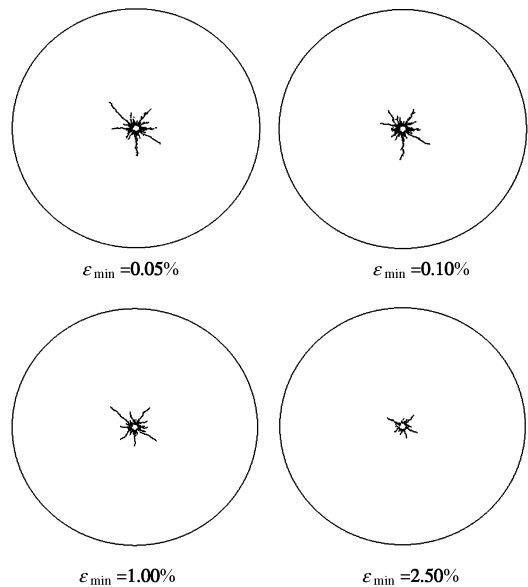 ε min =0.05%
ε min =0.10%
ε min =1.00%
ε min =2.50%